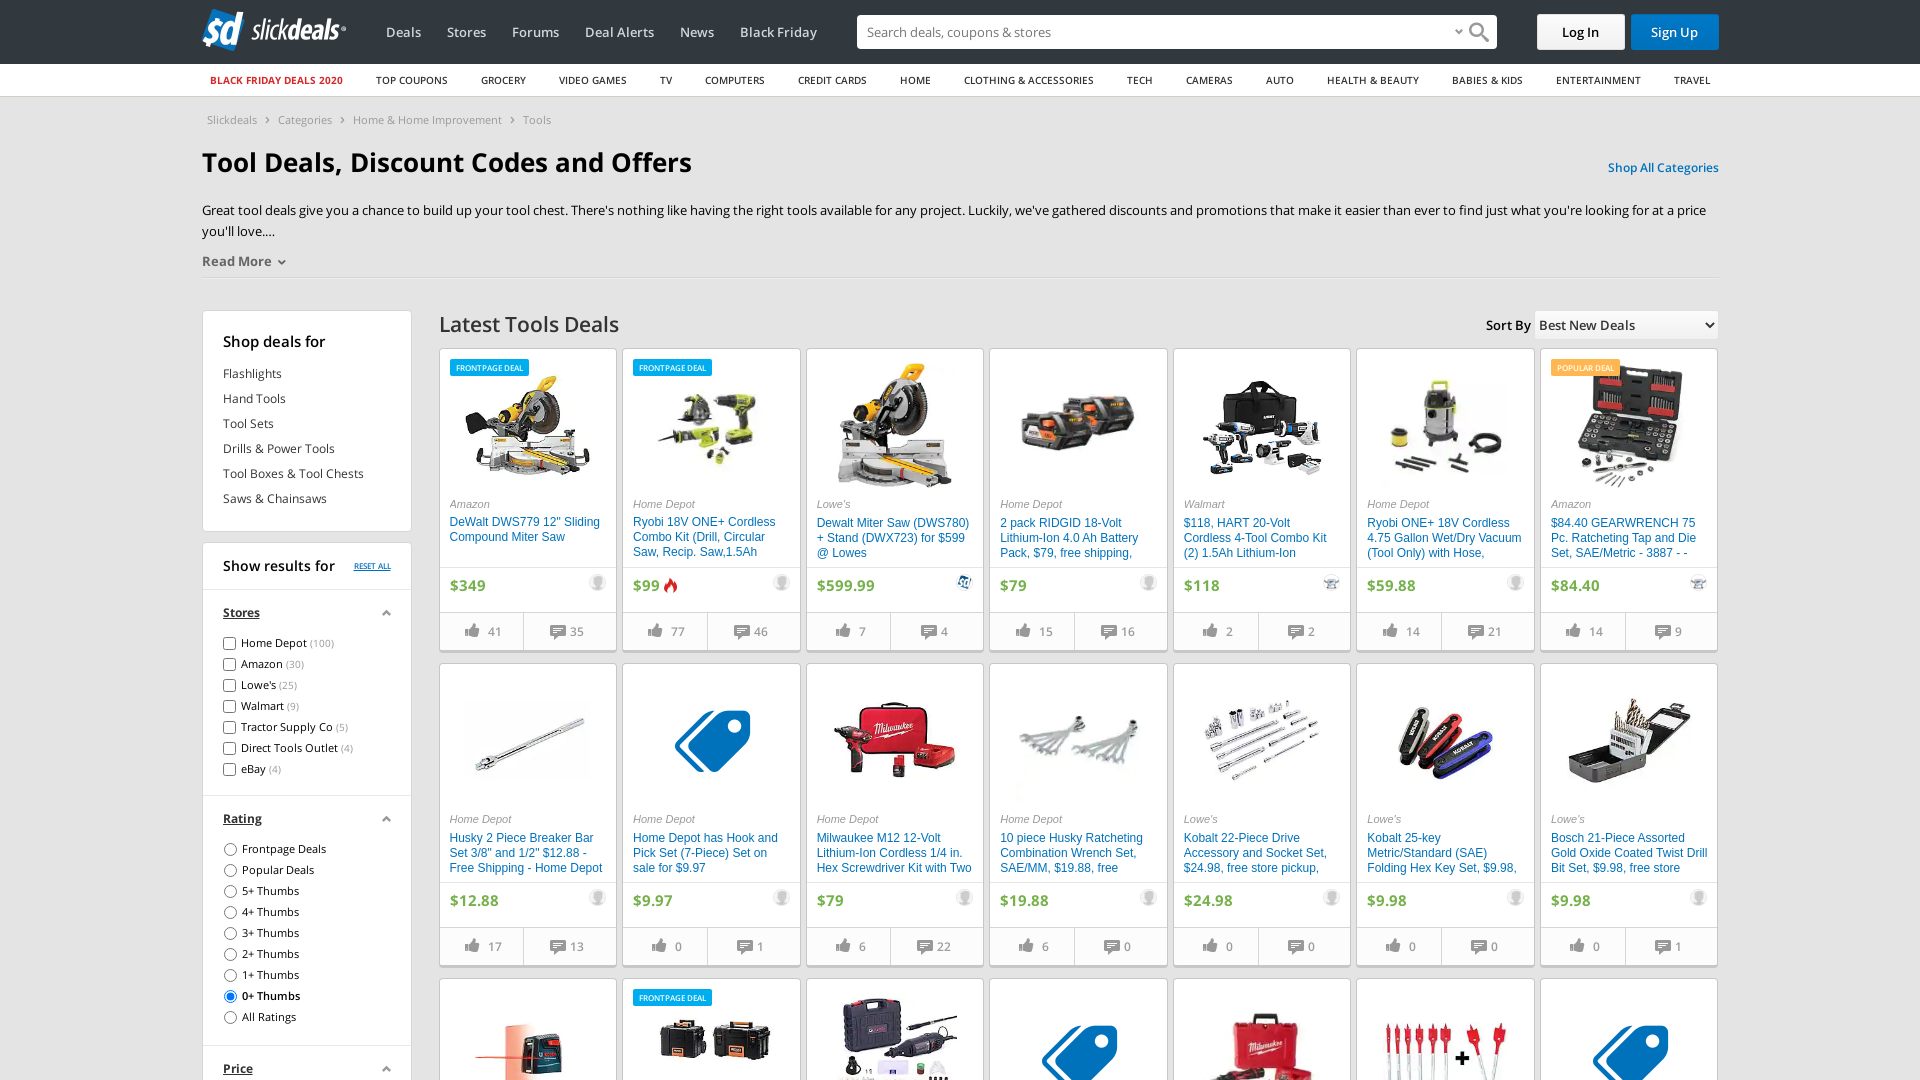 sd slickdeals
Deals
Stores
Forums
Deal Alerts
News
Black Friday
Search deals, coupons & stores
Log In
Sign Up
BLACK FRIDAY DEALS 2020
TOP COUPONS
GROCERY
VIDEO GAMES
TV
COMPUTERS
CREDIT CARDS
HOME
CLOTHING & ACCESSORIES
TECH
CAMERAS
AUTO
HEALTH & BEAUTY
BABIES & KIDS
ENTERTAINMENT
TRAVEL
Slickdeals > Categories > Home & Home Improvement > Tools
Tool Deals, Discount Codes and Offers
Shop All Categories
Great tool deals give you a chance to build up your tool chest. There's nothing like having the right tools available for any project. Luckily, we've gathered discounts and promotions that make it easier than ever to find just what you're looking for at a price
you'll love....
Read More
Shop deals for
Flashlights
Hand Tools
Tool Sets
Drills & Power Tools
Tool Boxes & Tool Chests
Saws & Chainsaws
Show results for
RESET ALL
Stores
Home Depot (100)
Amazon (30)
Lowe's (25)
Walmart (9)
Tractor Supply Co (5)
Direct Tools Outlet (4)
eBay (4)
Rating
Frontpage Deals
Popular Deals
5+ Thumbs
4+ Thumbs
3+ Thumbs
2+ Thumbs
1+ Thumbs
0+ Thumbs
All Ratings
Price
Latest Tools Deals
Sort By
Best New Deals
FRONTPAGE DEAL
Amazon
DeWalt DWS779 12" Sliding
Compound Miter Saw
$349
41
35
FRONTPAGE DEAL
Home Depot
Ryobi 18V ONE+ Cordless
Combo Kit (Drill, Circular
Saw, Recip. Saw,1.5Ah
$99
77
46
Lowe's
Dewalt Miter Saw (DWS780)
+ Stand (DWX723) for $599
@ Lowes
$599.99
sd
7
4
Home Depot
2 pack RIDGID 18-Volt
Lithium-Ion 4.0 Ah Battery
Pack, $79, free shipping,
$79
15
16
Walmart
$118, HART 20-Volt
Cordless 4-Tool Combo Kit
(2) 1.5Ah Lithium-Ion
$118
2
2
Home Depot
Ryobi ONE+ 18V Cordless
4.75 Gallon Wet/Dry Vacuum
(Tool Only) with Hose,
$59.88
14
21
POPULAR DEAL
Amazon
$84.40 GEARWRENCH 75
Pc. Ratcheting Tap and Die
Set, SAE/Metric - 3887 - -
$84.40
14
9
Home Depot
Husky 2 Piece Breaker Bar
Set 3/8" and 1/2" $12.88 -
Free Shipping - Home Depot
$12.88
17
13
Home Depot
Home Depot has Hook and
Pick Set (7-Piece) Set on
sale for $9.97
$9.97
0
1
Milwaukee
Home Depot
Milwaukee M12 12-Volt
Lithium-Ion Cordless 1/4 in.
Hex Screwdriver Kit with Two
$79
6
22
Home Depot
10 piece Husky Ratcheting
Combination Wrench Set,
SAE/MM, $19.88, free
$19.88
6
0
Lowe's
Kobalt 22-Piece Drive
Accessory and Socket Set,
$24.98, free store pickup,
$24.98
0
0
KOBALT
KOBALT
KOBALT
Lowe's
Kobalt 25-key
Metric/Standard (SAE)
Folding Hex Key Set, $9.98,
$9.98
0
0
Lowe's
Bosch 21-Piece Assorted
Gold Oxide Coated Twist Drill
Bit Set, $9.98, free store
$9.98
0
1
FRONTPAGE DEAL
Milwaukee